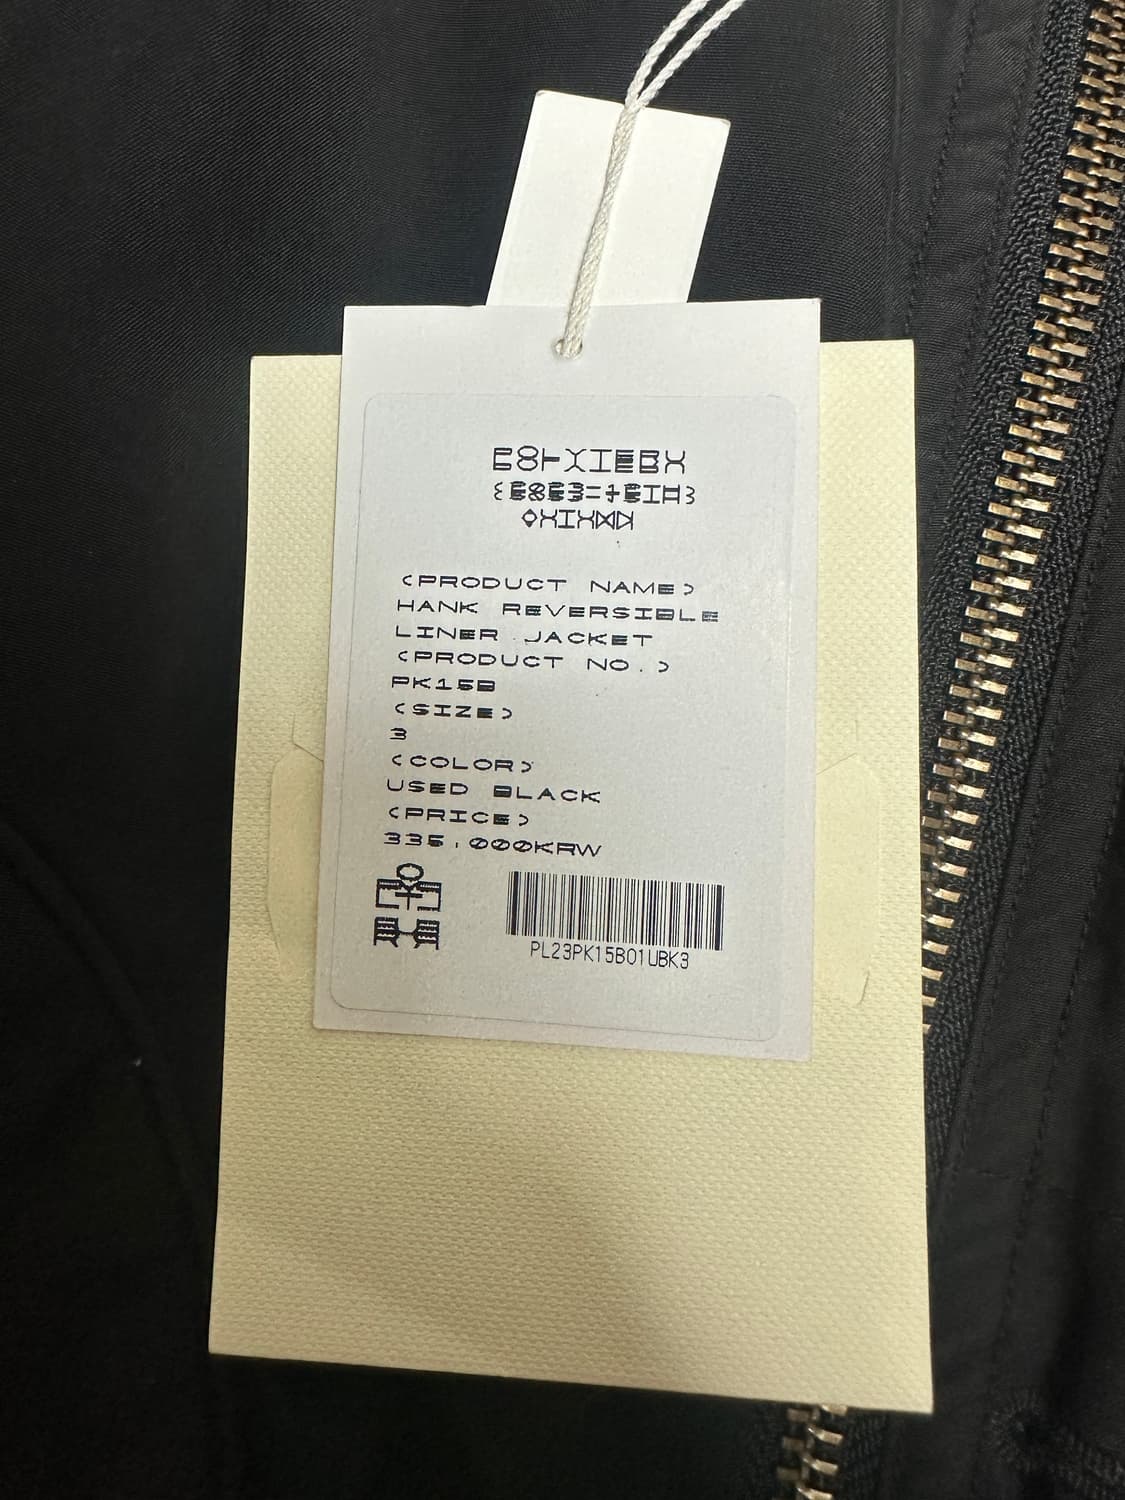 <PRODUCT NAME>
HANK REVERSIBLE
LINER JACKET
<PRODUCT NO.>
PK15B
<SIZE>
3
<COLOR>
USED BLACK
<PRICE>
335,000KRW
PL23PK15B01UBK3